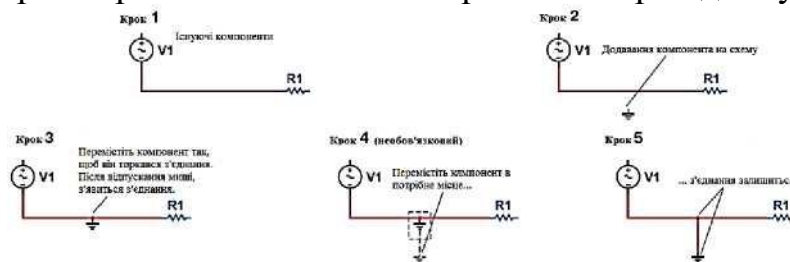 Крок 1
Існуючі компоненти
V1
R1
Крок 2
Додавання компонента на схему
V1
R1
Крок 3
Перемістіть компонент так,
щоб він торкався з'єднання.
Після відпускання миші,
з'явиться з'єднання.
V1
R1
Крок 4 (необов'язковий)
Перемістіть компонент в
потрібне місце...
V1
R1
Крок 5
... з'єднання залишиться
V1
R1